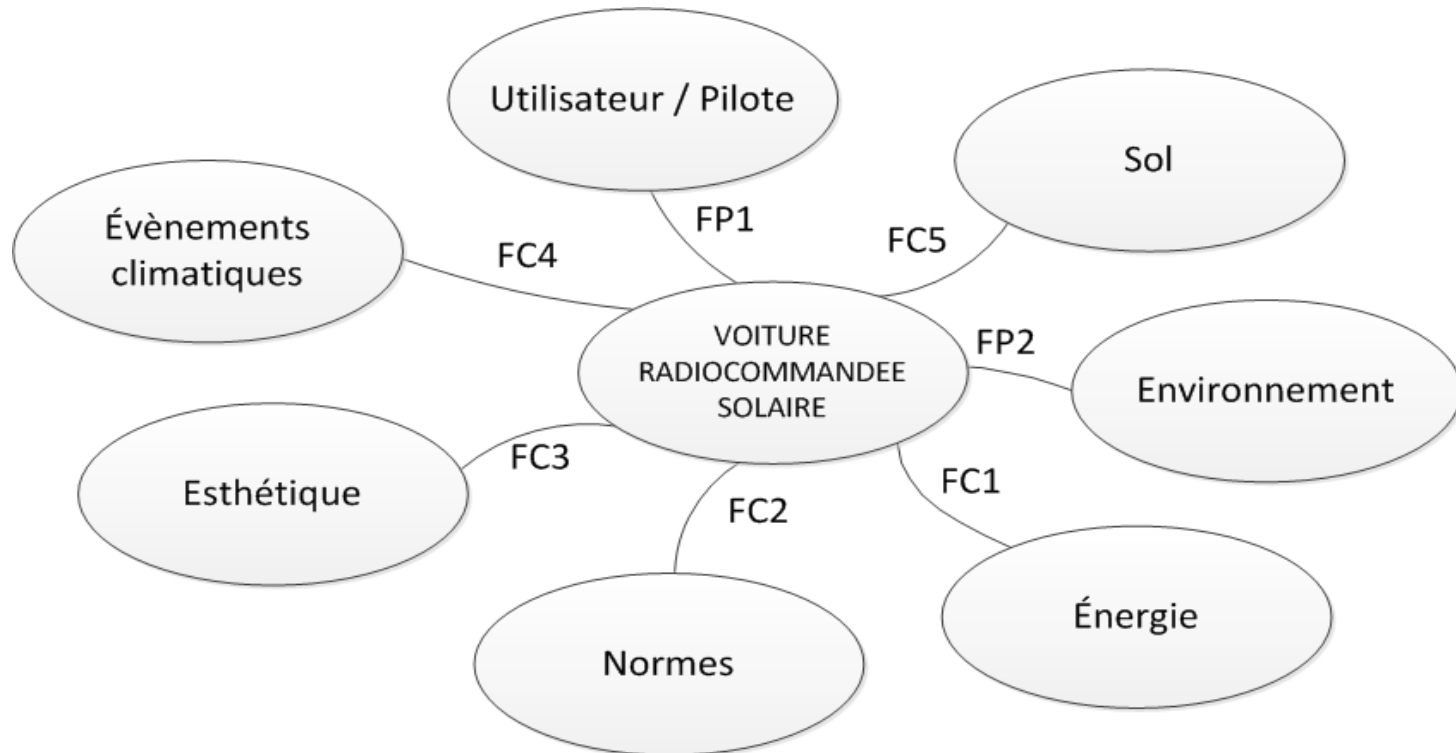 Utilisateur / Pilote
Sol
Évènements
climatiques
FP1
FC5
FC4
VOITURE
RADIOCOMMANDEE
SOLAIRE
FP2
Environnement
FC3
Esthétique
FC2
FC1
Énergie
Normes